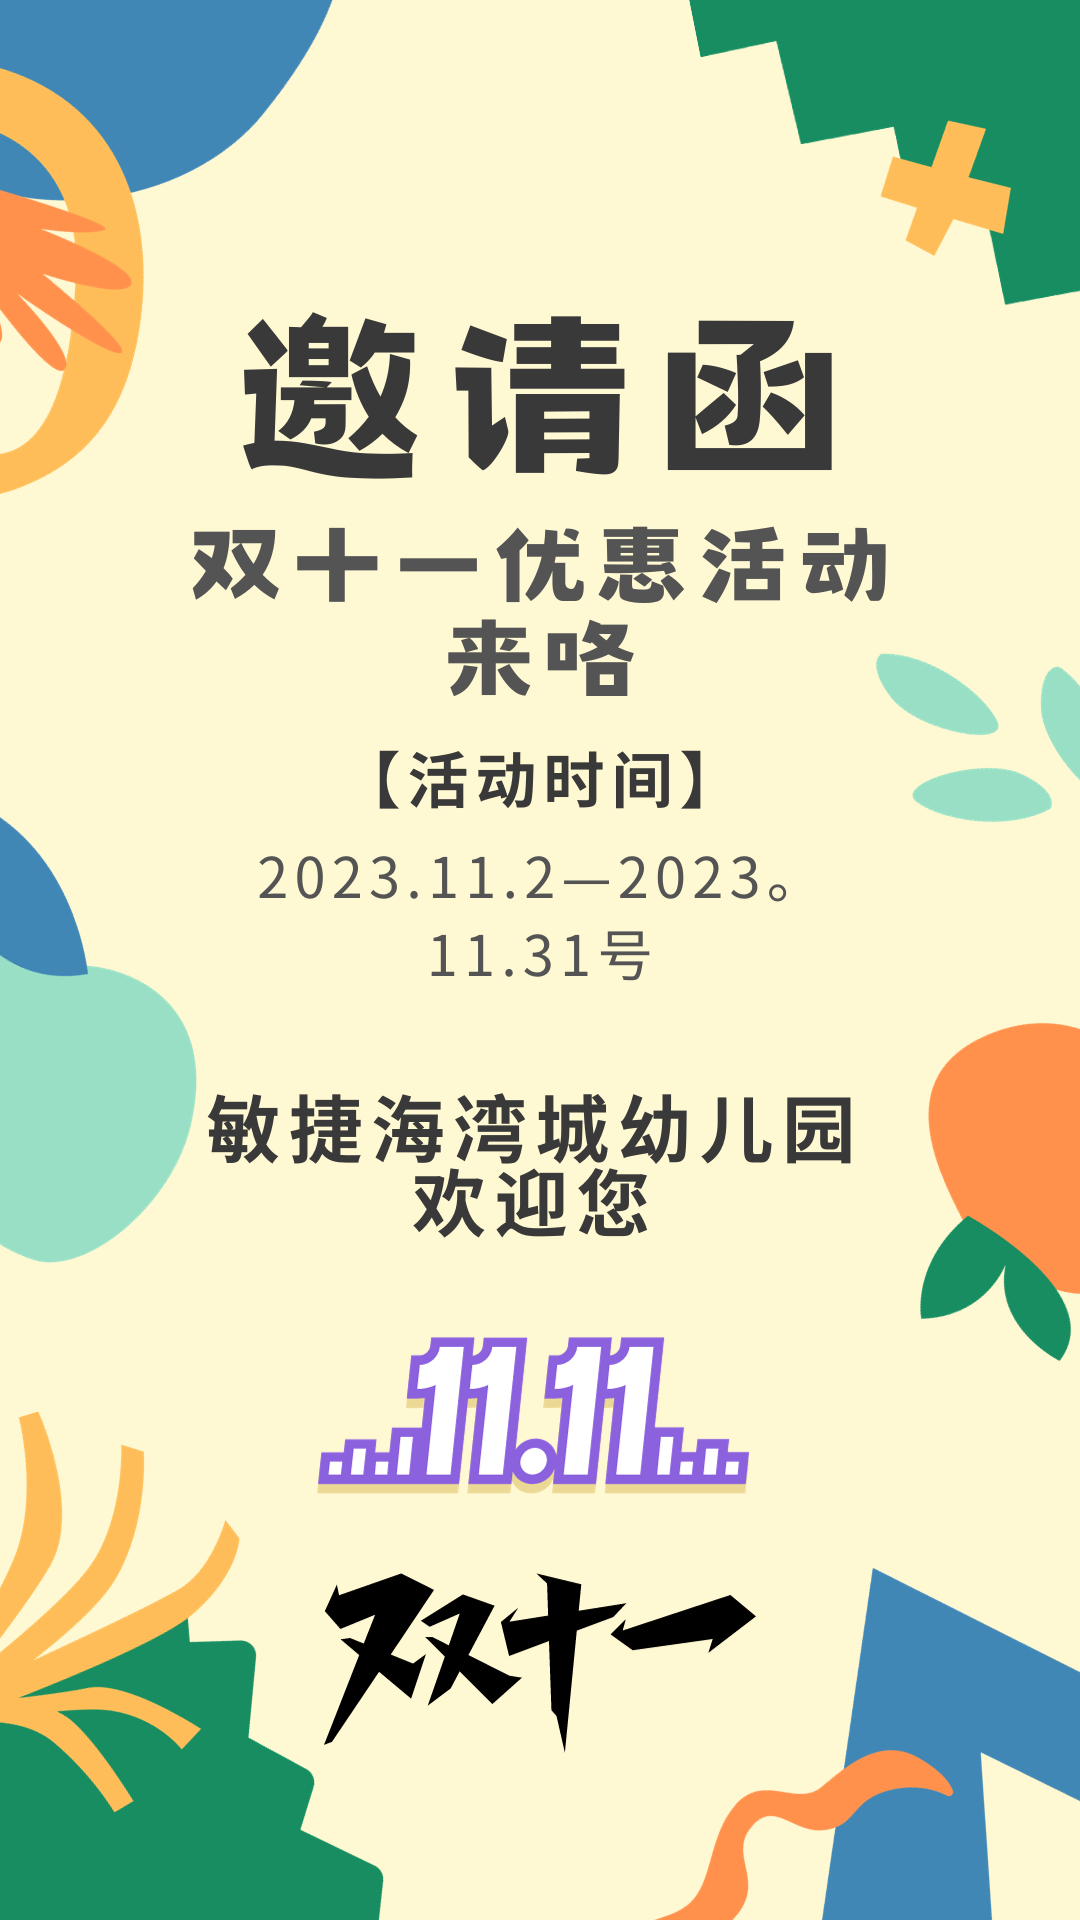 邀请函
双十一优惠活动
来咯
【活动时间】
2023.11.2—2023。
11.31号
敏捷海湾城幼儿园
欢迎您
11.11
双十一